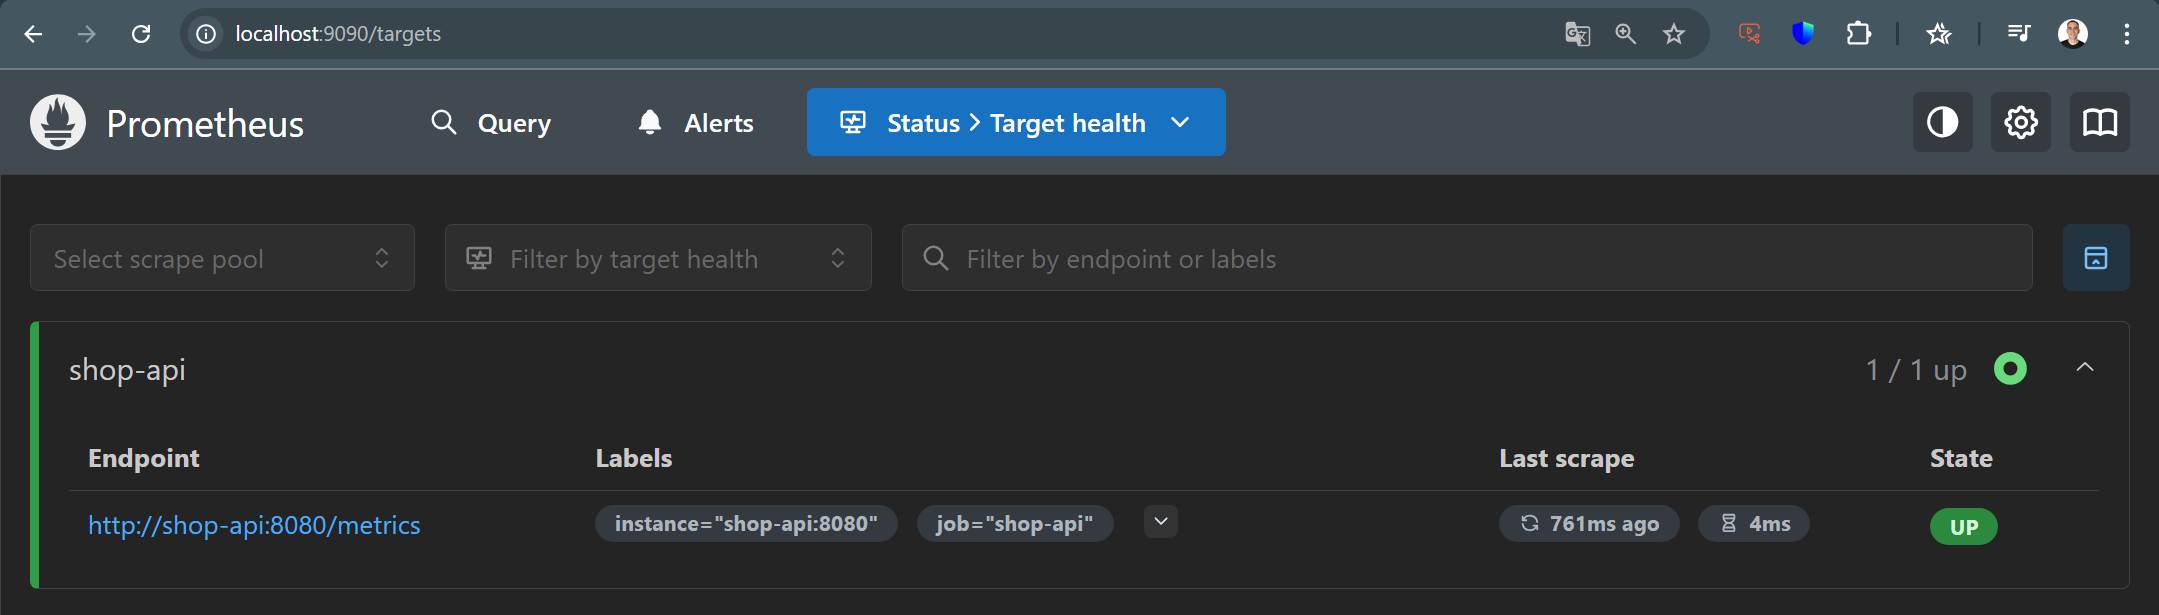 localhost:9090/targets
Prometheus Query Alerts Status > Target health
Select scrape pool Filter by target health Filter by endpoint or labels
shop-api 1 / 1 up
Endpoint Labels Last scrape State
http://shop-api:8080/metrics instance="shop-api:8080" job="shop-api" 761ms ago 4ms UP